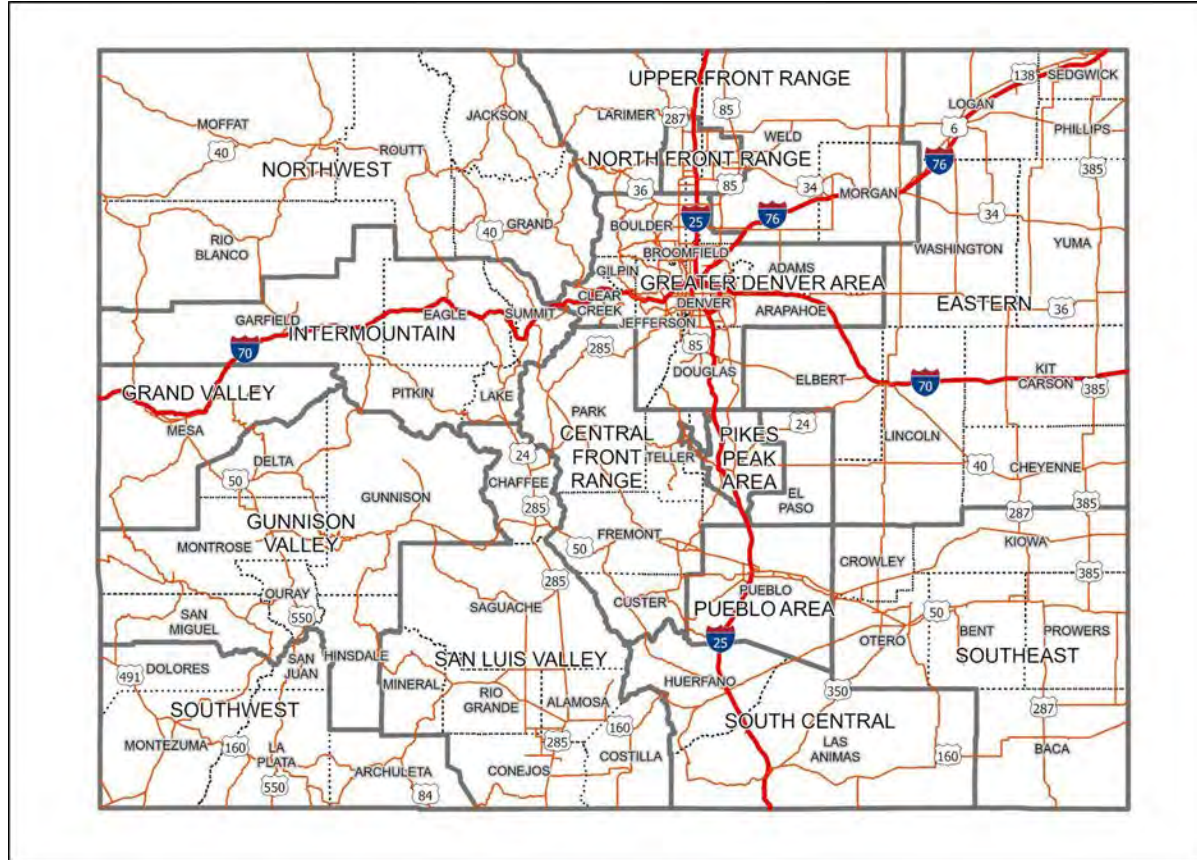 UPPER FRONT RANGE
138
SEDGWICK
85
LOGAN
JACKSON
LARIMER
287
MOFFAT
WELD
6
PHILLIPS
40
ROUTT
NORTHWEST
NORTH FRONT RANGE
76
385
36
85
34
MORGAN
GRAND
25
76
34
40
BOULDER
RIO
BLANCO
BROOMFIELD
WASHINGTON
YUMA
GILPIN
ADAMS
GREATER DENVER AREA
CLEAR
CREEK
DENVER
EASTERN
GARFIELD
EAGLE
SUMMIT
ARAPAHOE
36
INTERMOUNTAIN
JEFFERSON
70
285
85
DOUGLAS
KIT
CARSON
GRAND VALLEY
PITKIN
LAKE
ELBERT
70
385
PARK
MESA
24
CENTRAL
FRONT
RANGE
PIKES
PEAK
AREA
LINCOLN
24
TELLER
DELTA
50
CHAFFEE
40
CHEYENNE
GUNNISON
285
EL
PASO
385
287
GUNNISON
VALLEY
FREMONT
50
KIOWA
MONTROSE
CROWLEY
385
285
OURAY
SAGUACHE
CUSTER
PUEBLO
PUEBLO AREA
50
SAN
MIGUEL
550
BENT
PROWERS
25
OTERO
SAN
JUAN
HINSDALE
SAN LUIS VALLEY
SOUTHEAST
DOLORES
491
MINERAL
HUERFANO
350
RIO
GRANDE
ALAMOSA
SOUTHWEST
287
SOUTH CENTRAL
160
MONTEZUMA
160
LA
PLATA
285
COSTILLA
LAS
ANIMAS
160
BACA
ARCHULETA
CONEJOS
550
84